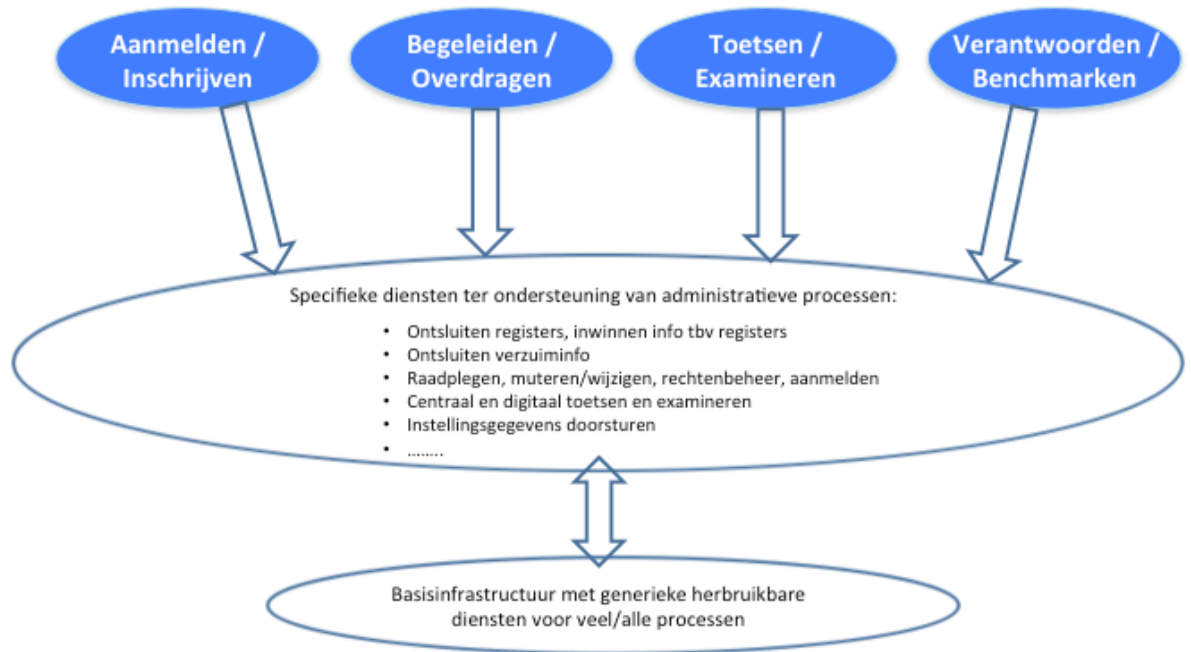 Aanmelden /
Inschrijven
Begeleiden /
Overdragen
Toetsen /
Examineren
Verantwoorden /
Benchmarken
Specifieke diensten ter ondersteuning van administratieve processen:
• Ontsluiten registers, inwinnen info tbv registers
• Ontsluiten verzuiminfo
• Raadplegen, muteren/wijzigen, rechtenbeheer, aanmelden
• Centraal en digitaal toetsen en examineren
• Instellingsgegevens doorsturen
• ........
Basisinfrastructuur met generieke herbruikbare
diensten voor veel/alle processen